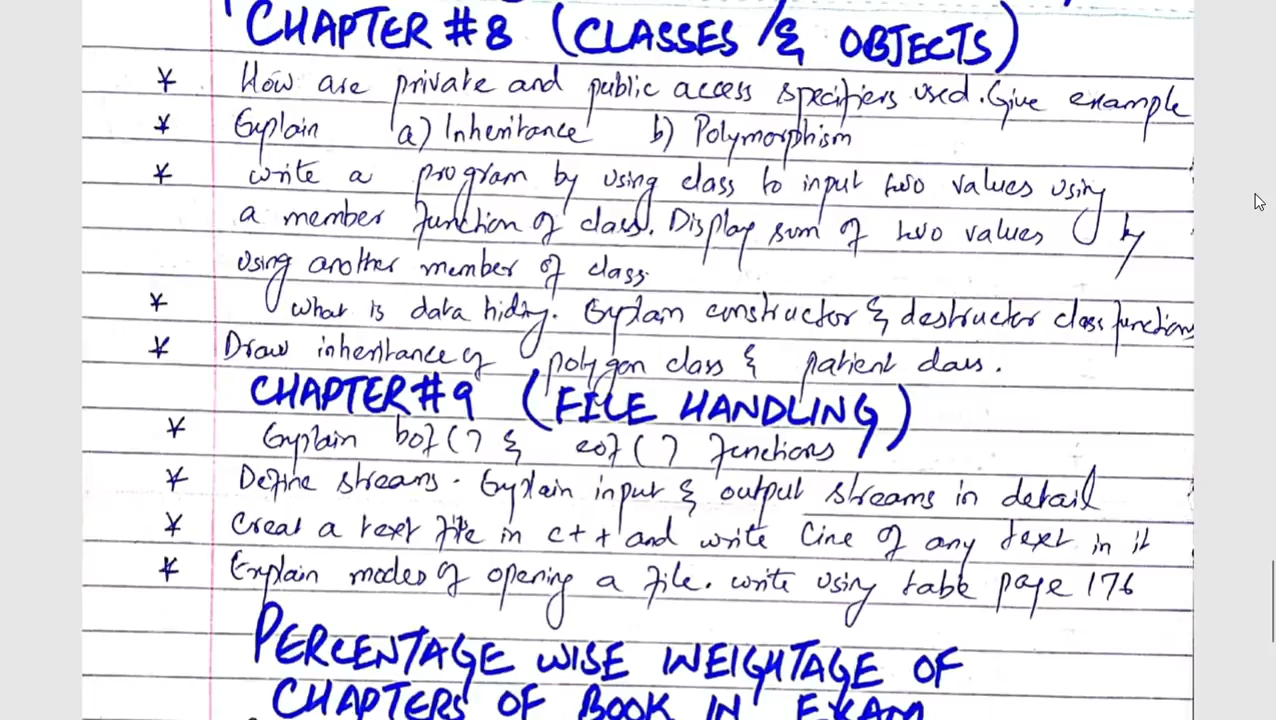 CHAPTER #8 (CLASSES & OBJECTS)
* How are private and public access specifiers used. Give example
* Explain a) Inheritance b) Polymorphism
* write a program by using class to input two values using
a member function of class. Display sum of two values by
using another member of class.
* what is data hiding. Explain constructor & destructor class functions
* Draw inheritance of polygon class & patient class.
CHAPTER #9 (FILE HANDLING)
* Explain bof( ) & eof( ) functions
* Define streams. Explain input & output streams in detail
* Creat a text file in c++ and write line of any text in it
* Explain modes of opening a file. write using table page 176
PERCENTAGE WISE WEIGHTAGE OF
CHAPTERS OF BOOK IN EXAM